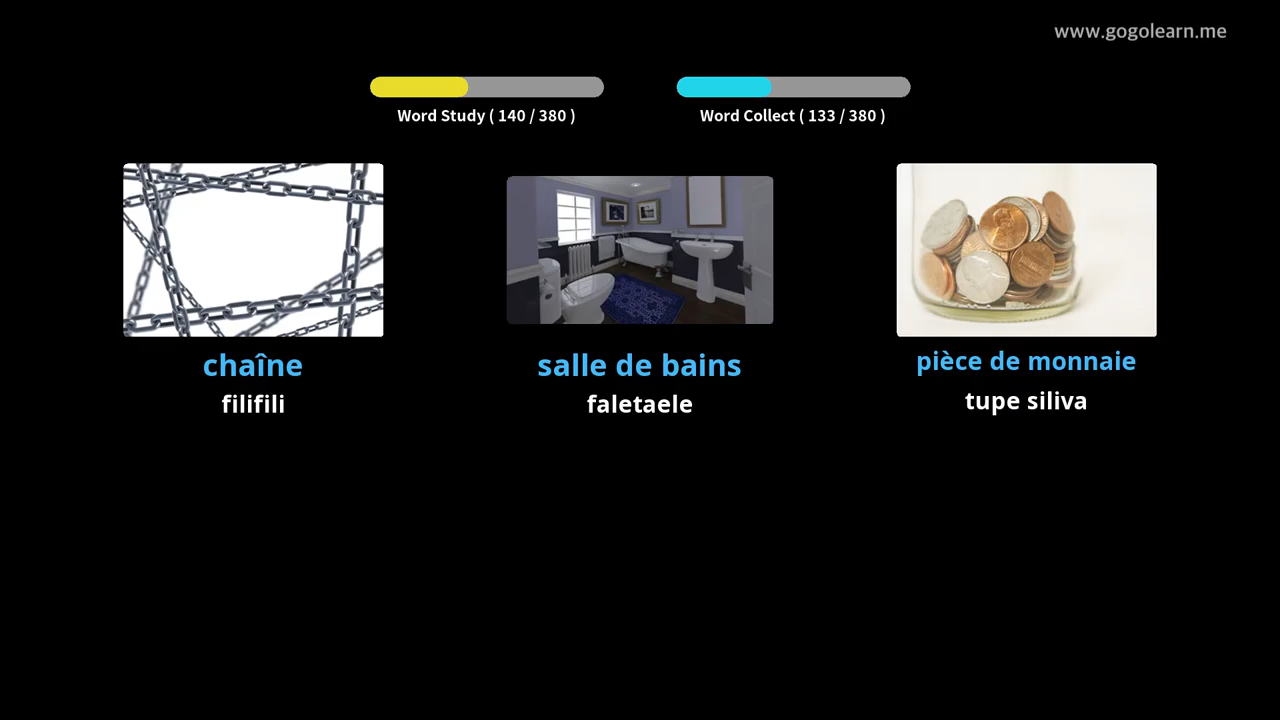 www.gogolearn.me
Word Study ( 140 / 380 )
Word Collect ( 133 / 380 )
chaîne
filifili
salle de bains
faletaele
pièce de monnaie
tupe siliva